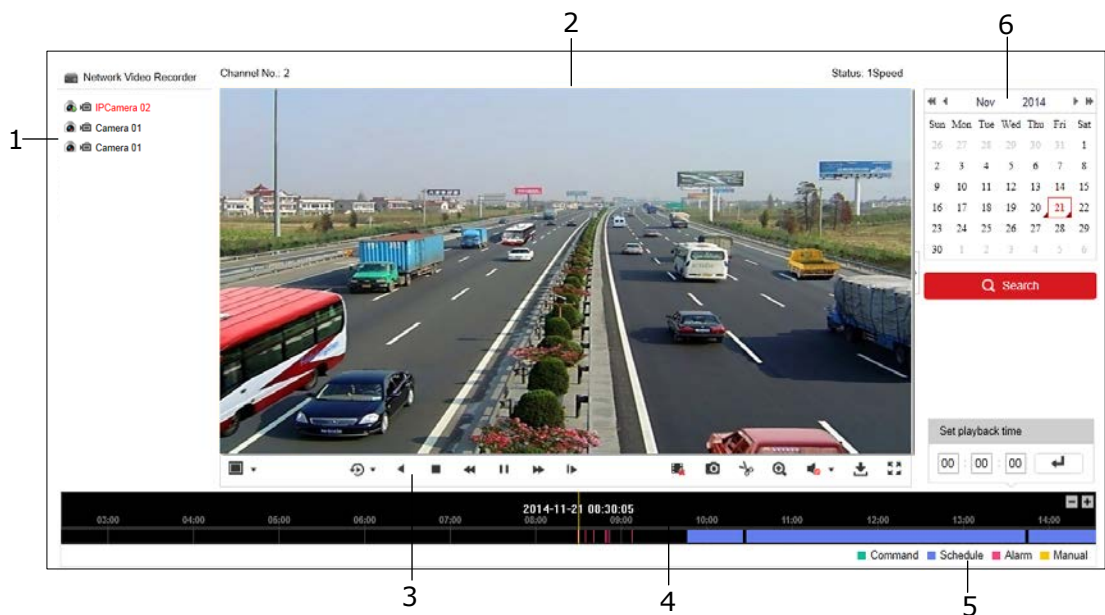 2
6
Network Video Recorder
Channel No.: 2
Status: 1Speed
IPCamera 02
Camera 01
Camera 01
1
Nov 2014
Sun Mon Tue Wed Thu Fri Sat
26 27 28 29 30 31 1
2 3 4 5 6 7 8
9 10 11 12 13 14 15
16 17 18 19 20 21 22
23 24 25 26 27 28 29
30 1 2 3 4 5 6
Search
Set playback time
00 : 00 : 00
2014-11-21 08:30:05
03:00 04:00 05:00 06:00 07:00 08:00 09:00 10:00 11:00 12:00 13:00 14:00
Command Schedule Alarm Manual
3
4
5